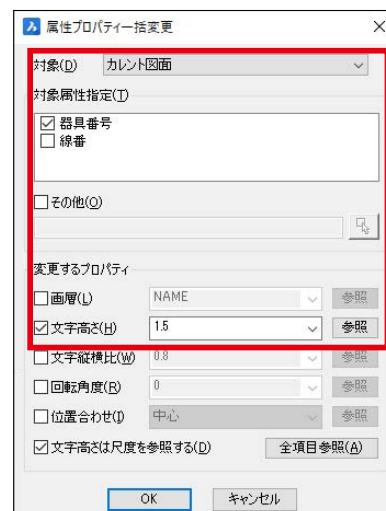 属性プロパティー括変更
対象(D) カレント図面
対象属性指定(T)
器具番号
線番
その他(O)
変更するプロパティ
画層(L) NAME 参照
文字高さ(H) 1.5 参照
文字縦横比(W) 0.8 参照
回転角度(R) 0 参照
位置合わせ(I) 中心 参照
文字高さは尺度を参照する(D) 全項目参照(A)
OK キャンセル